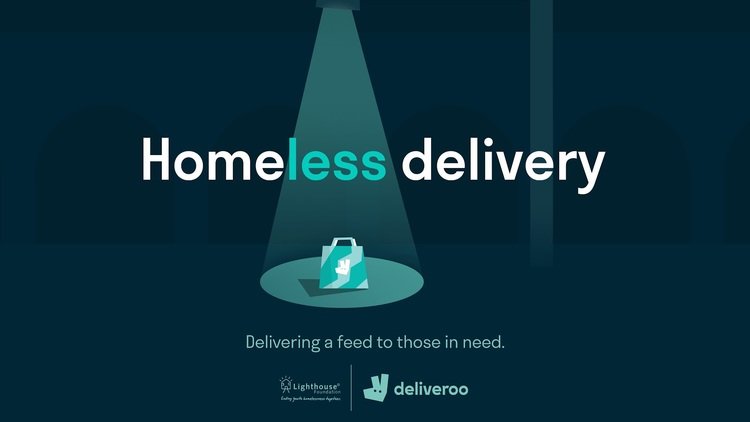 Homeless delivery
Delivering a feed to those in need.
Lighthouse®
Foundation
Ending youth homelessness together.
deliveroo